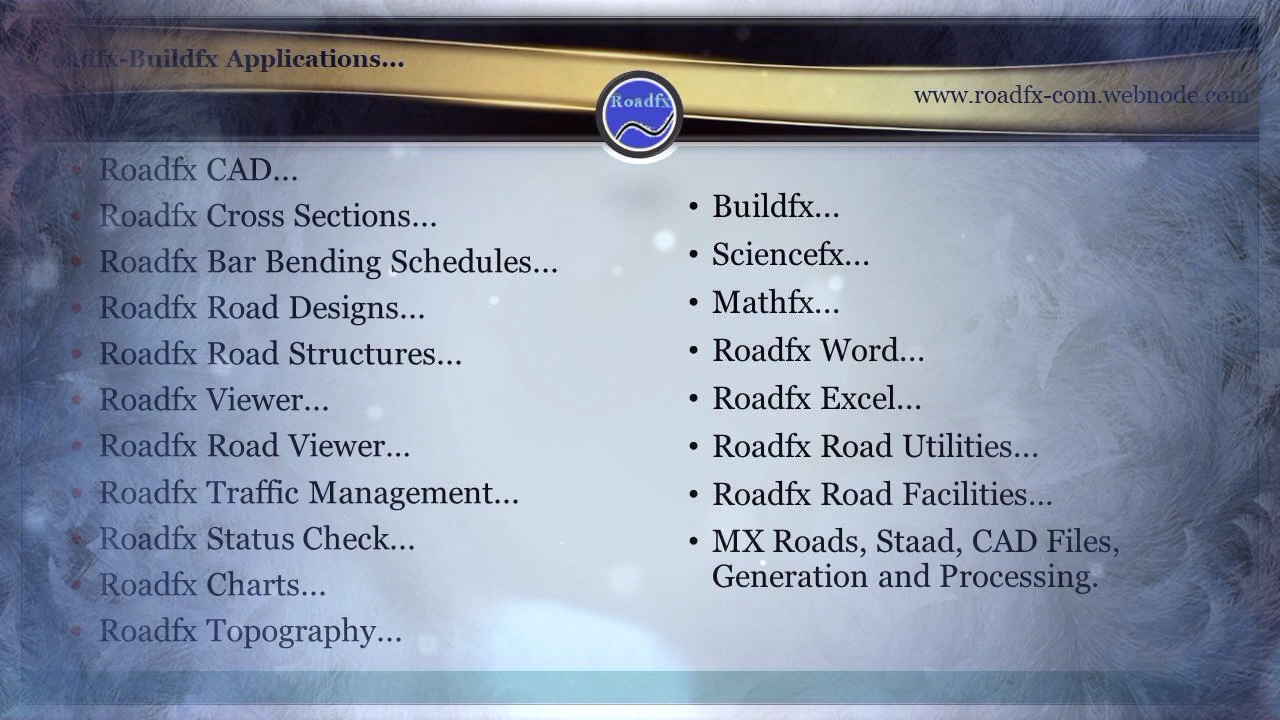 Roadfx-Buildfx Applications...
www.roadfx-com.webnode.com
Roadfx
• Roadfx CAD...
• Roadfx Cross Sections...
• Roadfx Bar Bending Schedules...
• Roadfx Road Designs...
• Roadfx Road Structures...
• Roadfx Viewer...
• Roadfx Road Viewer...
• Roadfx Traffic Management...
• Roadfx Status Check...
• Roadfx Charts...
• Roadfx Topography...
• Buildfx...
• Sciencefx...
• Mathfx...
• Roadfx Word...
• Roadfx Excel...
• Roadfx Road Utilities...
• Roadfx Road Facilities...
• MX Roads, Staad, CAD Files,
Generation and Processing.